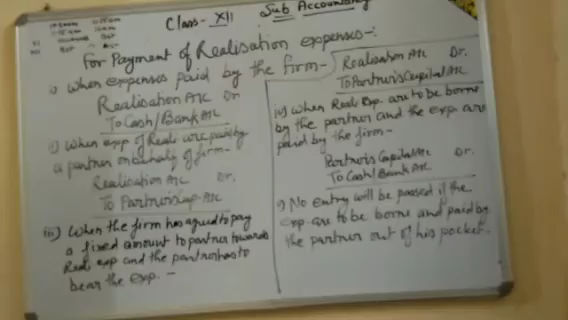 Class - XII
Sub Accountancy
For Payment of Realisation expenses -:
i) When expenses paid by the firm -
Realisation A/c Dr
To Cash/Bank A/c
ii) When exp of Reali were paid by
a partner on behalf of firm -
Realisation A/c Dr.
To Partner's Cap. A/c
iii) When the firm has agreed to pay
a fixed amount to partner towards
Reali exp and the partner has to
bear the exp. -
Realisation A/c Dr.
To Partner's Capital A/c
iv) When Reali Exp. are to be borne
by the partner and the exp are
paid by the firm -
Partner's Capital A/c Dr.
To Cash/Bank A/c
No entry will be passed if the
exp are to be borne and paid by
the partner out of his pocket.